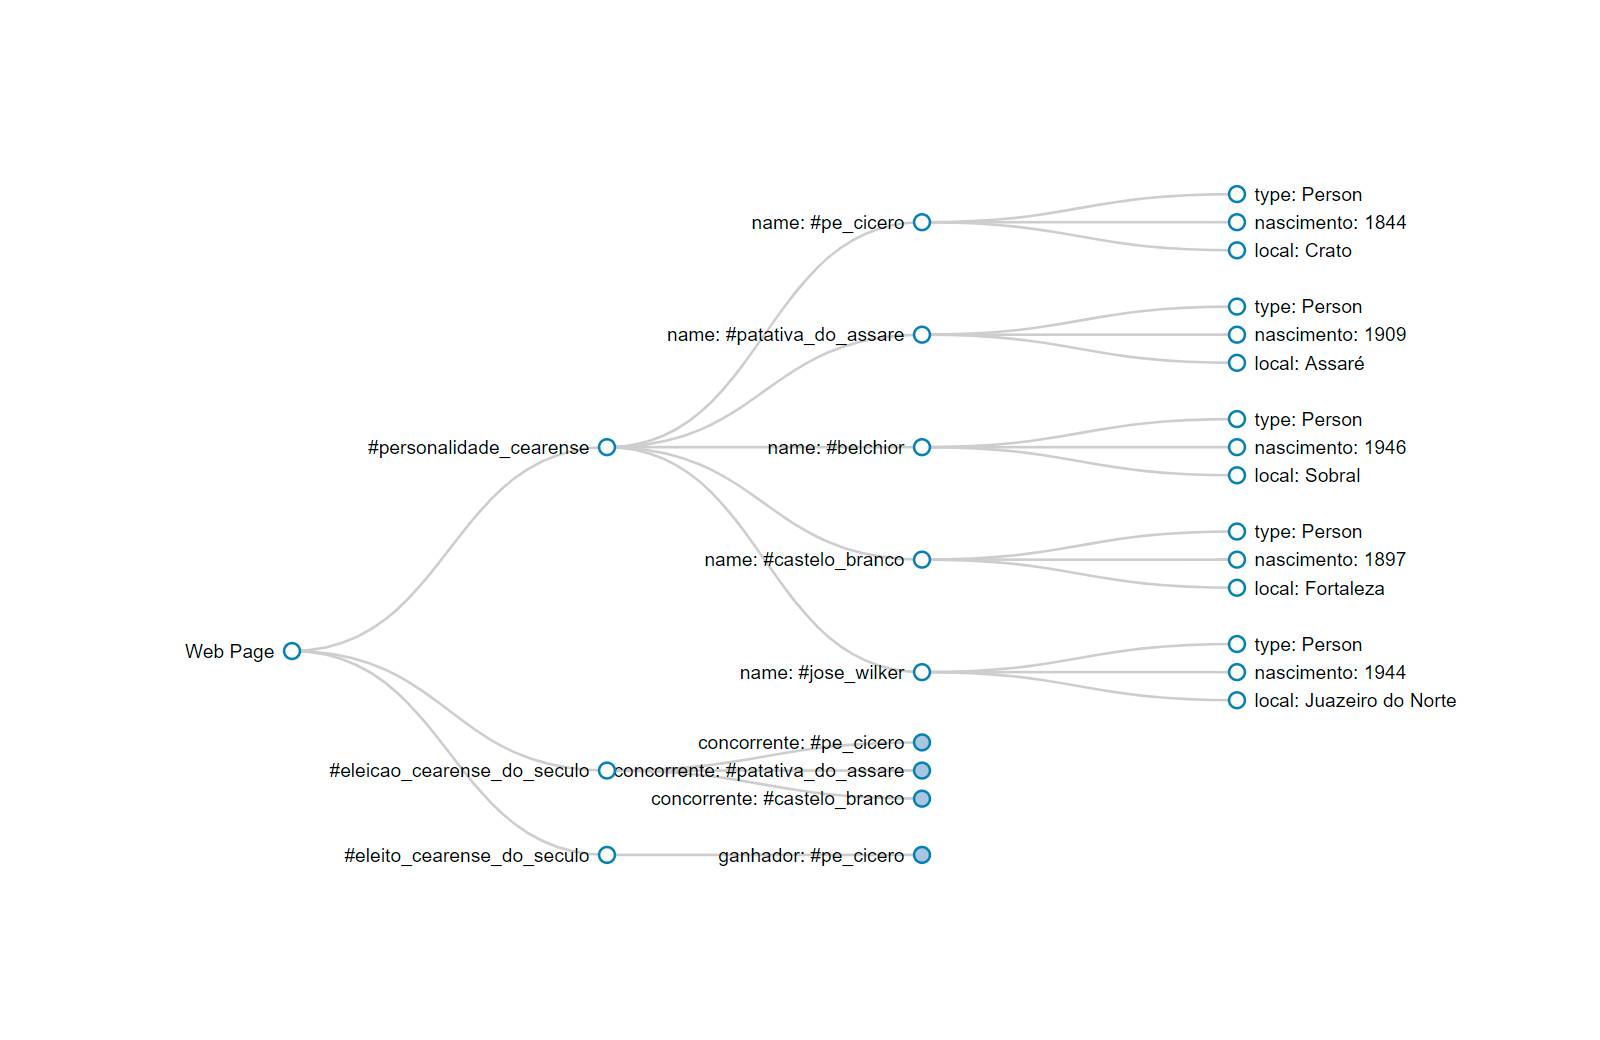 type: Person
name: #pe_cicero
nascimento: 1844
local: Crato
type: Person
name: #patativa_do_assare
nascimento: 1909
local: Assaré
type: Person
#personalidade_cearense
name: #belchior
nascimento: 1946
local: Sobral
type: Person
name: #castelo_branco
nascimento: 1897
local: Fortaleza
type: Person
Web Page
name: #jose_wilker
nascimento: 1944
local: Juazeiro do Norte
concorrente: #pe_cicero
#eleicao_cearense_do_seculo
concorrente: #patativa_do_assare
concorrente: #castelo_branco
#eleito_cearense_do_seculo
ganhador: #pe_cicero